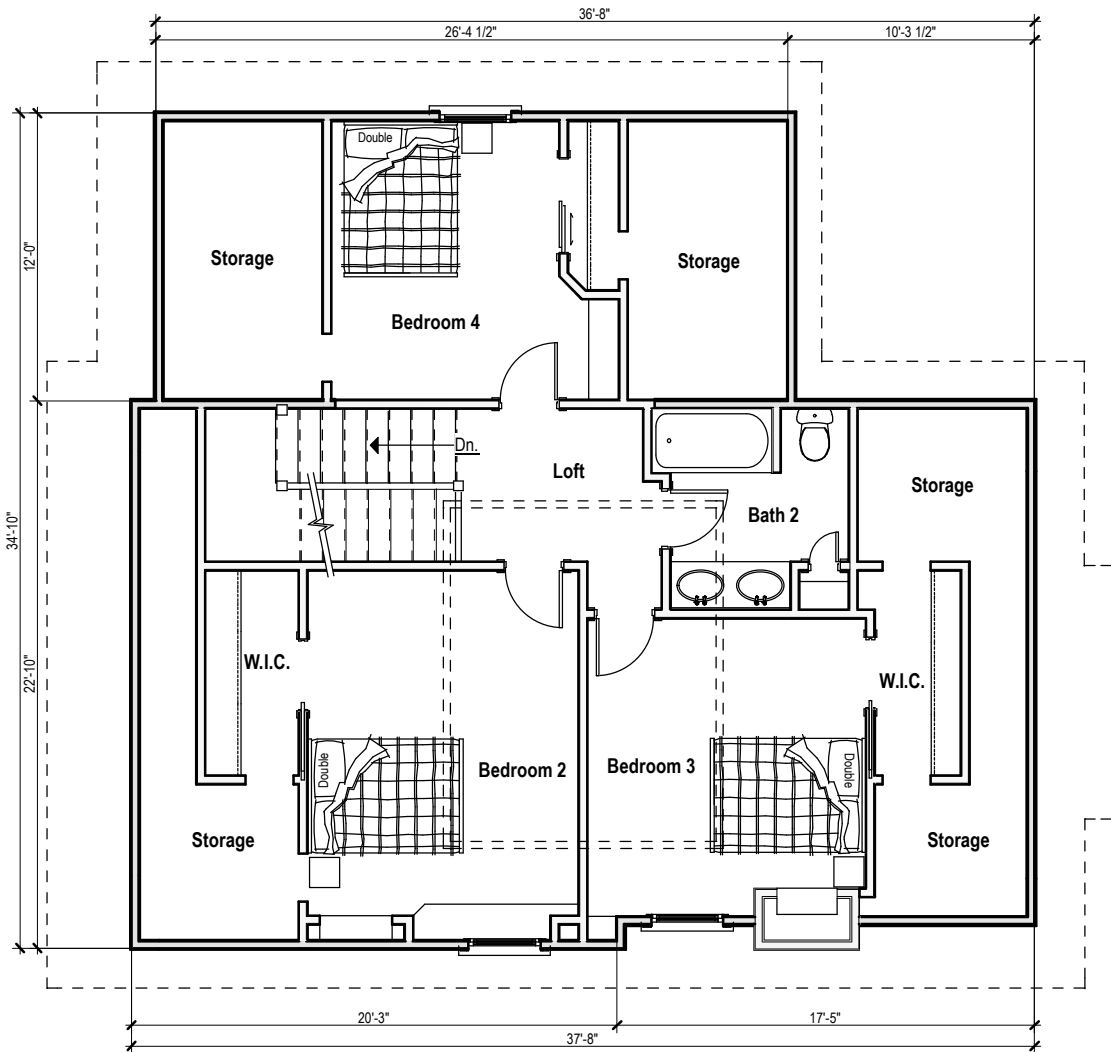 36'-8"
26'-4 1/2"
10'-3 1/2"
Double
12'-0"
Storage
Storage
Bedroom 4
Dn.
Loft
Storage
Bath 2
34'-10"
22'-10"
W.I.C.
W.I.C.
Double
Bedroom 2
Bedroom 3
Double
Storage
Storage
20'-3"
17'-5"
37'-8"